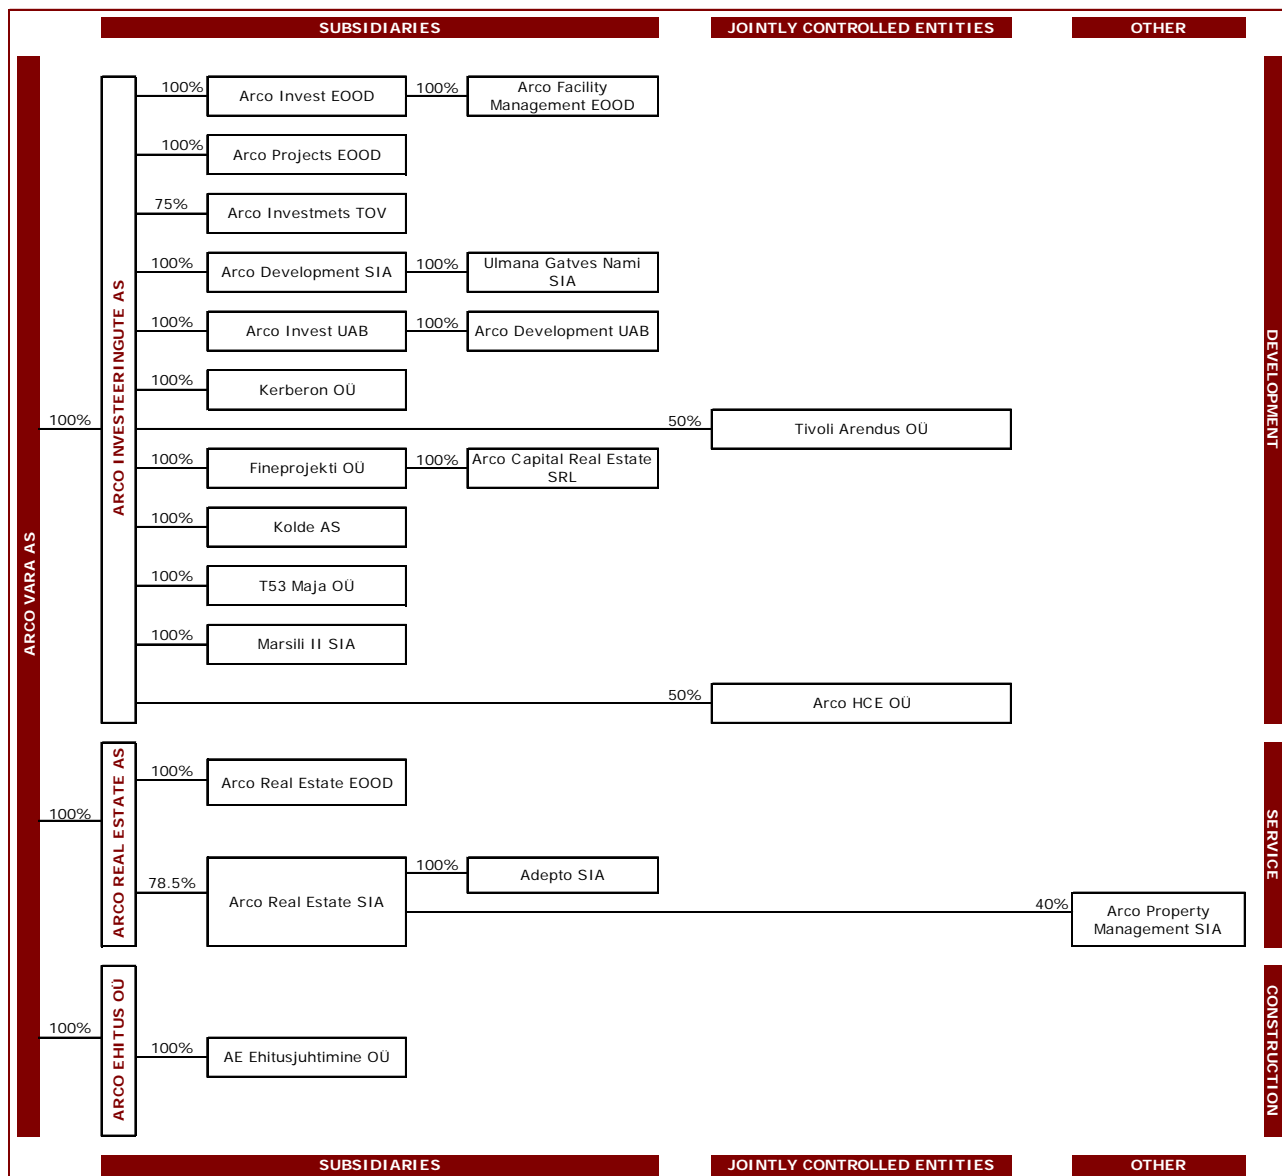 SUBSIDIARIES
JOINTLY CONTROLLED ENTITIES
OTHER
ARCO VARA AS
100%
ARCO INVESTEERINGUTE AS
100%
Arco Invest EOOD
100%
Arco Facility
Management EOOD
100%
Arco Projects EOOD
75%
Arco Investmets TOV
100%
Arco Development SIA
100%
Ulmana Gatves Nami
SIA
100%
Arco Invest UAB
100%
Arco Development UAB
100%
Kerberon OÜ
50%
Tivoli Arendus OÜ
100%
Fineprojekti OÜ
100%
Arco Capital Real Estate
SRL
100%
Kolde AS
100%
T53 Maja OÜ
100%
Marsili II SIA
50%
Arco HCE OÜ
DEVELOPMENT
100%
ARCO REAL ESTATE AS
100%
Arco Real Estate EOOD
78.5%
Arco Real Estate SIA
100%
Adepto SIA
40%
Arco Property
Management SIA
SERVICE
100%
ARCO EHITUS OÜ
100%
AE Ehitusjuhtimine OÜ
CONSTRUCTION
SUBSIDIARIES
JOINTLY CONTROLLED ENTITIES
OTHER